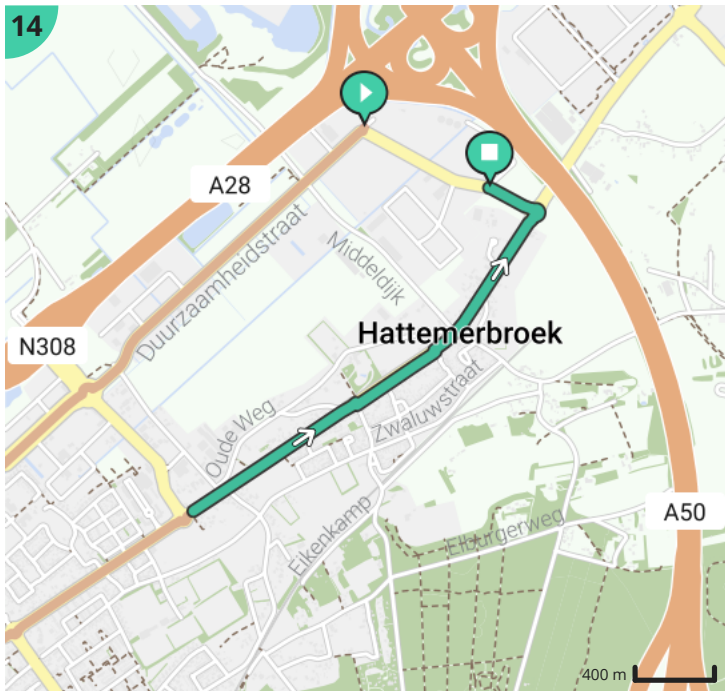 14
A28
Duurzaamheidstraat
Middeldijk
N308
Hattemerbroek
Zwaluwstraat
Oude Weg
Eikenkamp
Elburgerweg
A50
400 m